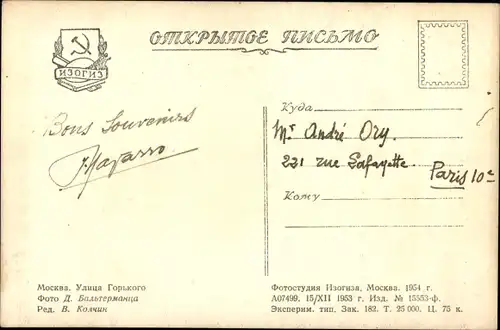 ИЗОГИЗ
ОТКРЫТОЕ ПИСЬМО
Bons Souvenirs
Куда
Mr André Ory.
221 rue Lafayette.
Paris 10e
Кому
Москва. Улица Горького
Фото Д. Бальтерманца
Ред. В. Колчин
Фотостудия Изогиза, Москва. 1954 г.
А07499. 15/XII 1953 г. Изд. № 15553-ф.
Эксперим. тип. Зак. 182. Т. 25 000. Ц. 75 к.